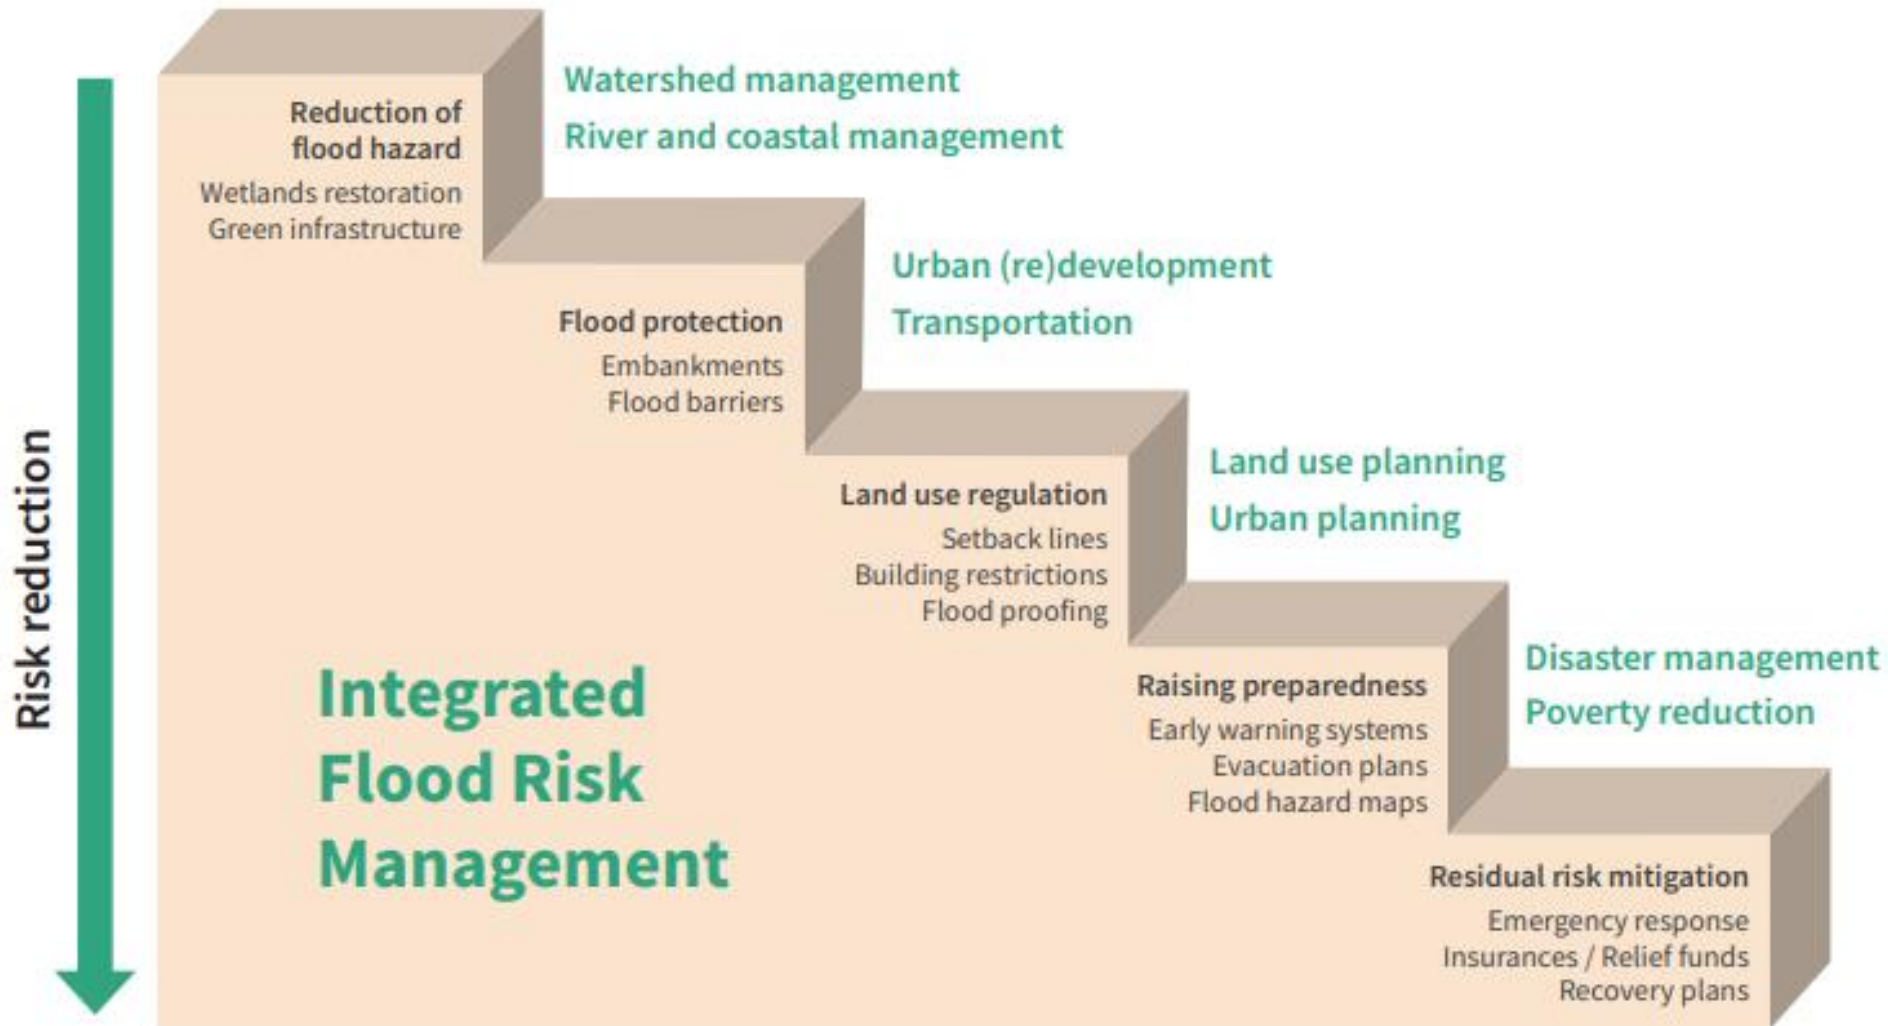 Reduction of
flood hazard
Wetlands restoration
Green infrastructure
Watershed management
River and coastal management
Flood protection
Embankments
Flood barriers
Urban (re)development
Transportation
Land use regulation
Setback lines
Building restrictions
Flood proofing
Land use planning
Urban planning
Raising preparedness
Early warning systems
Evacuation plans
Flood hazard maps
Disaster management
Poverty reduction
Residual risk mitigation
Emergency response
Insurances / Relief funds
Recovery plans
Risk reduction
Integrated
Flood Risk
Management